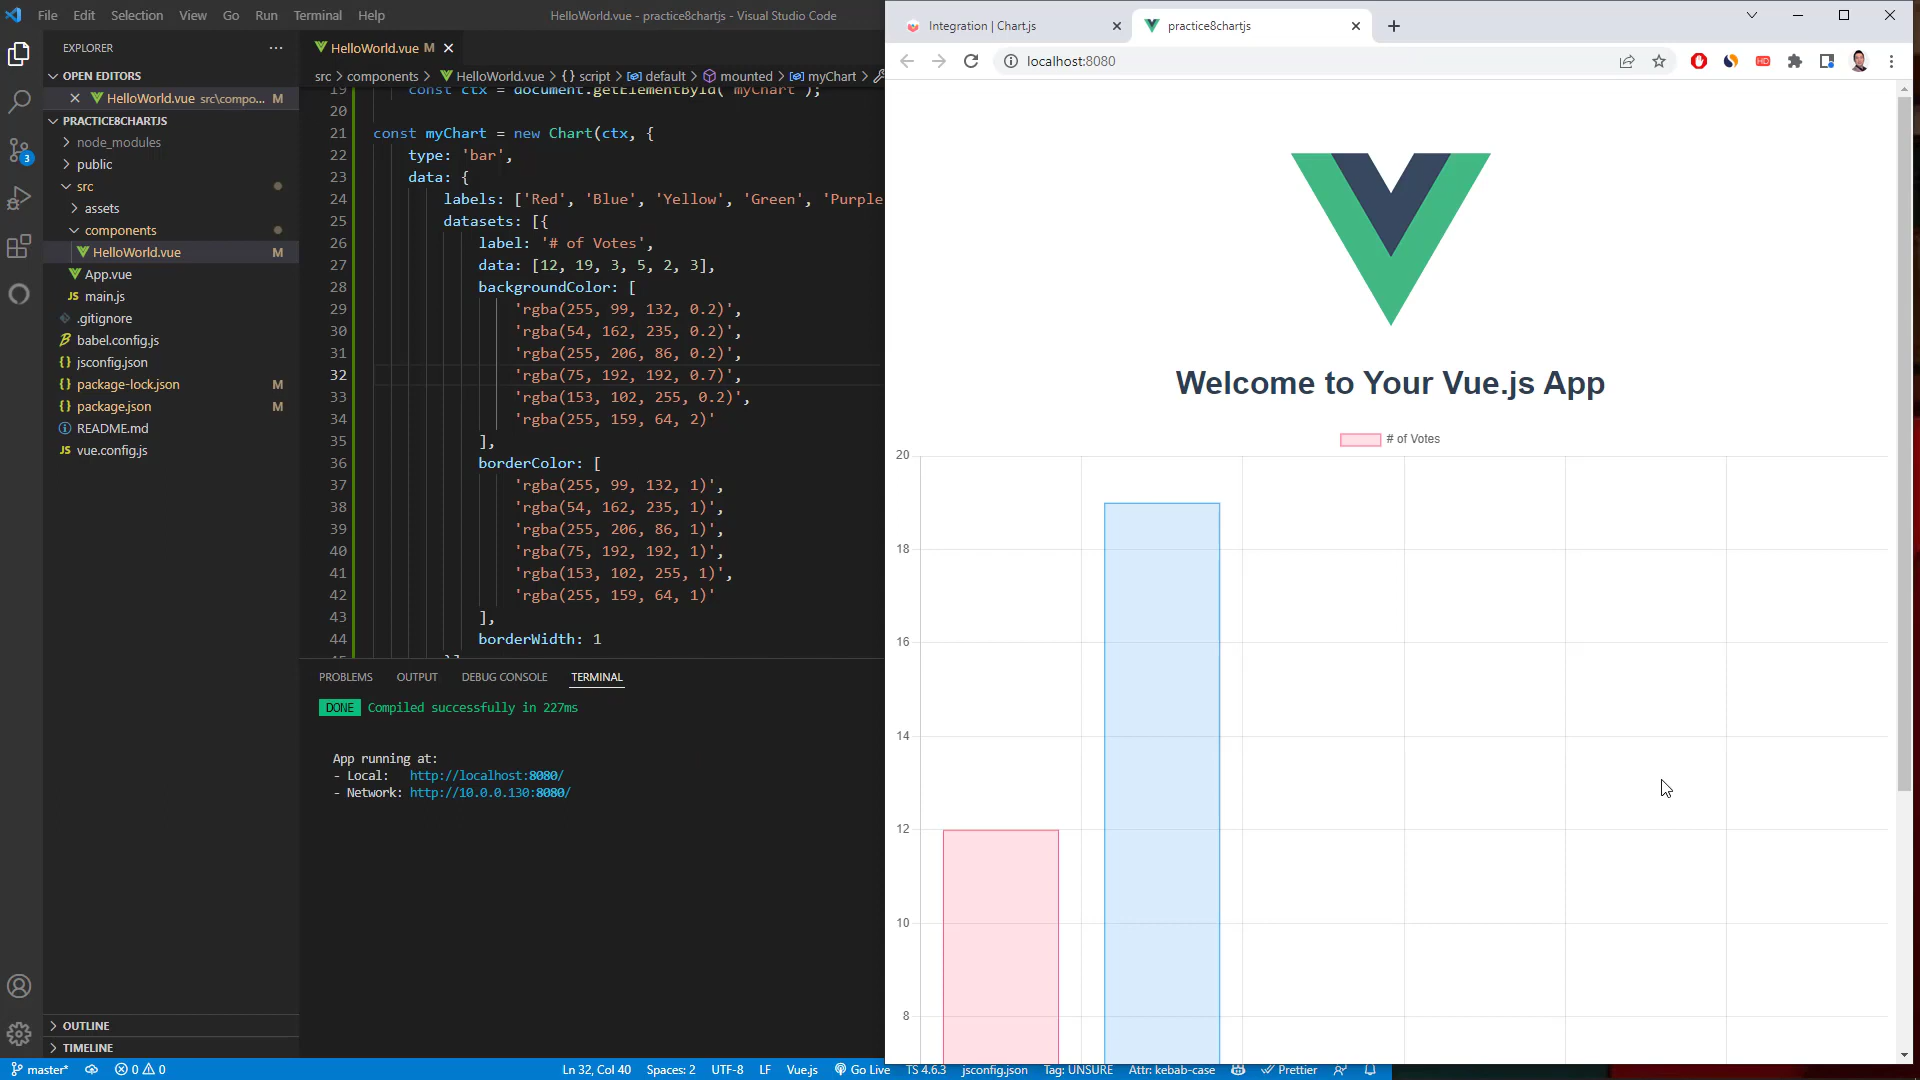 File Edit Selection View Go Run Terminal Help
HelloWorld.vue - practice8chartjs - Visual Studio Code
EXPLORER
OPEN EDITORS
HelloWorld.vue src\compo... M
PRACTICE8CHARTJS
node_modules
public
src
assets
components
HelloWorld.vue M
App.vue
JS main.js
.gitignore
babel.config.js
{} jsconfig.json
{} package-lock.json M
{} package.json M
README.md
JS vue.config.js
OUTLINE
TIMELINE
HelloWorld.vue M
src > components > HelloWorld.vue > {} script > default > mounted > myChart >
19 const ctx = document.getElementById('myChart');
20
21 const myChart = new Chart(ctx, {
22 type: 'bar',
23 data: {
24 labels: ['Red', 'Blue', 'Yellow', 'Green', 'Purple
25 datasets: [{
26 label: '# of Votes',
27 data: [12, 19, 3, 5, 2, 3],
28 backgroundColor: [
29 'rgba(255, 99, 132, 0.2)',
30 'rgba(54, 162, 235, 0.2)',
31 'rgba(255, 206, 86, 0.2)',
32 'rgba(75, 192, 192, 0.7)',
33 'rgba(153, 102, 255, 0.2)',
34 'rgba(255, 159, 64, 2)'
35 ],
36 borderColor: [
37 'rgba(255, 99, 132, 1)',
38 'rgba(54, 162, 235, 1)',
39 'rgba(255, 206, 86, 1)',
40 'rgba(75, 192, 192, 1)',
41 'rgba(153, 102, 255, 1)',
42 'rgba(255, 159, 64, 1)'
43 ],
44 borderWidth: 1
PROBLEMS OUTPUT DEBUG CONSOLE TERMINAL
DONE Compiled successfully in 227ms
App running at:
- Local: http://localhost:8080/
- Network: http://10.0.0.130:8080/
master* 0 0 Ln 32, Col 40 Spaces: 2 UTF-8 LF Vue.js Go Live TS 4.6.3 jsconfig.json Tag: UNSURE Attr: kebab-case Prettier
3
Integration | Chart.js
practice8chartjs
localhost:8080
HD
Welcome to Your Vue.js App
# of Votes
20
18
16
14
12
10
8